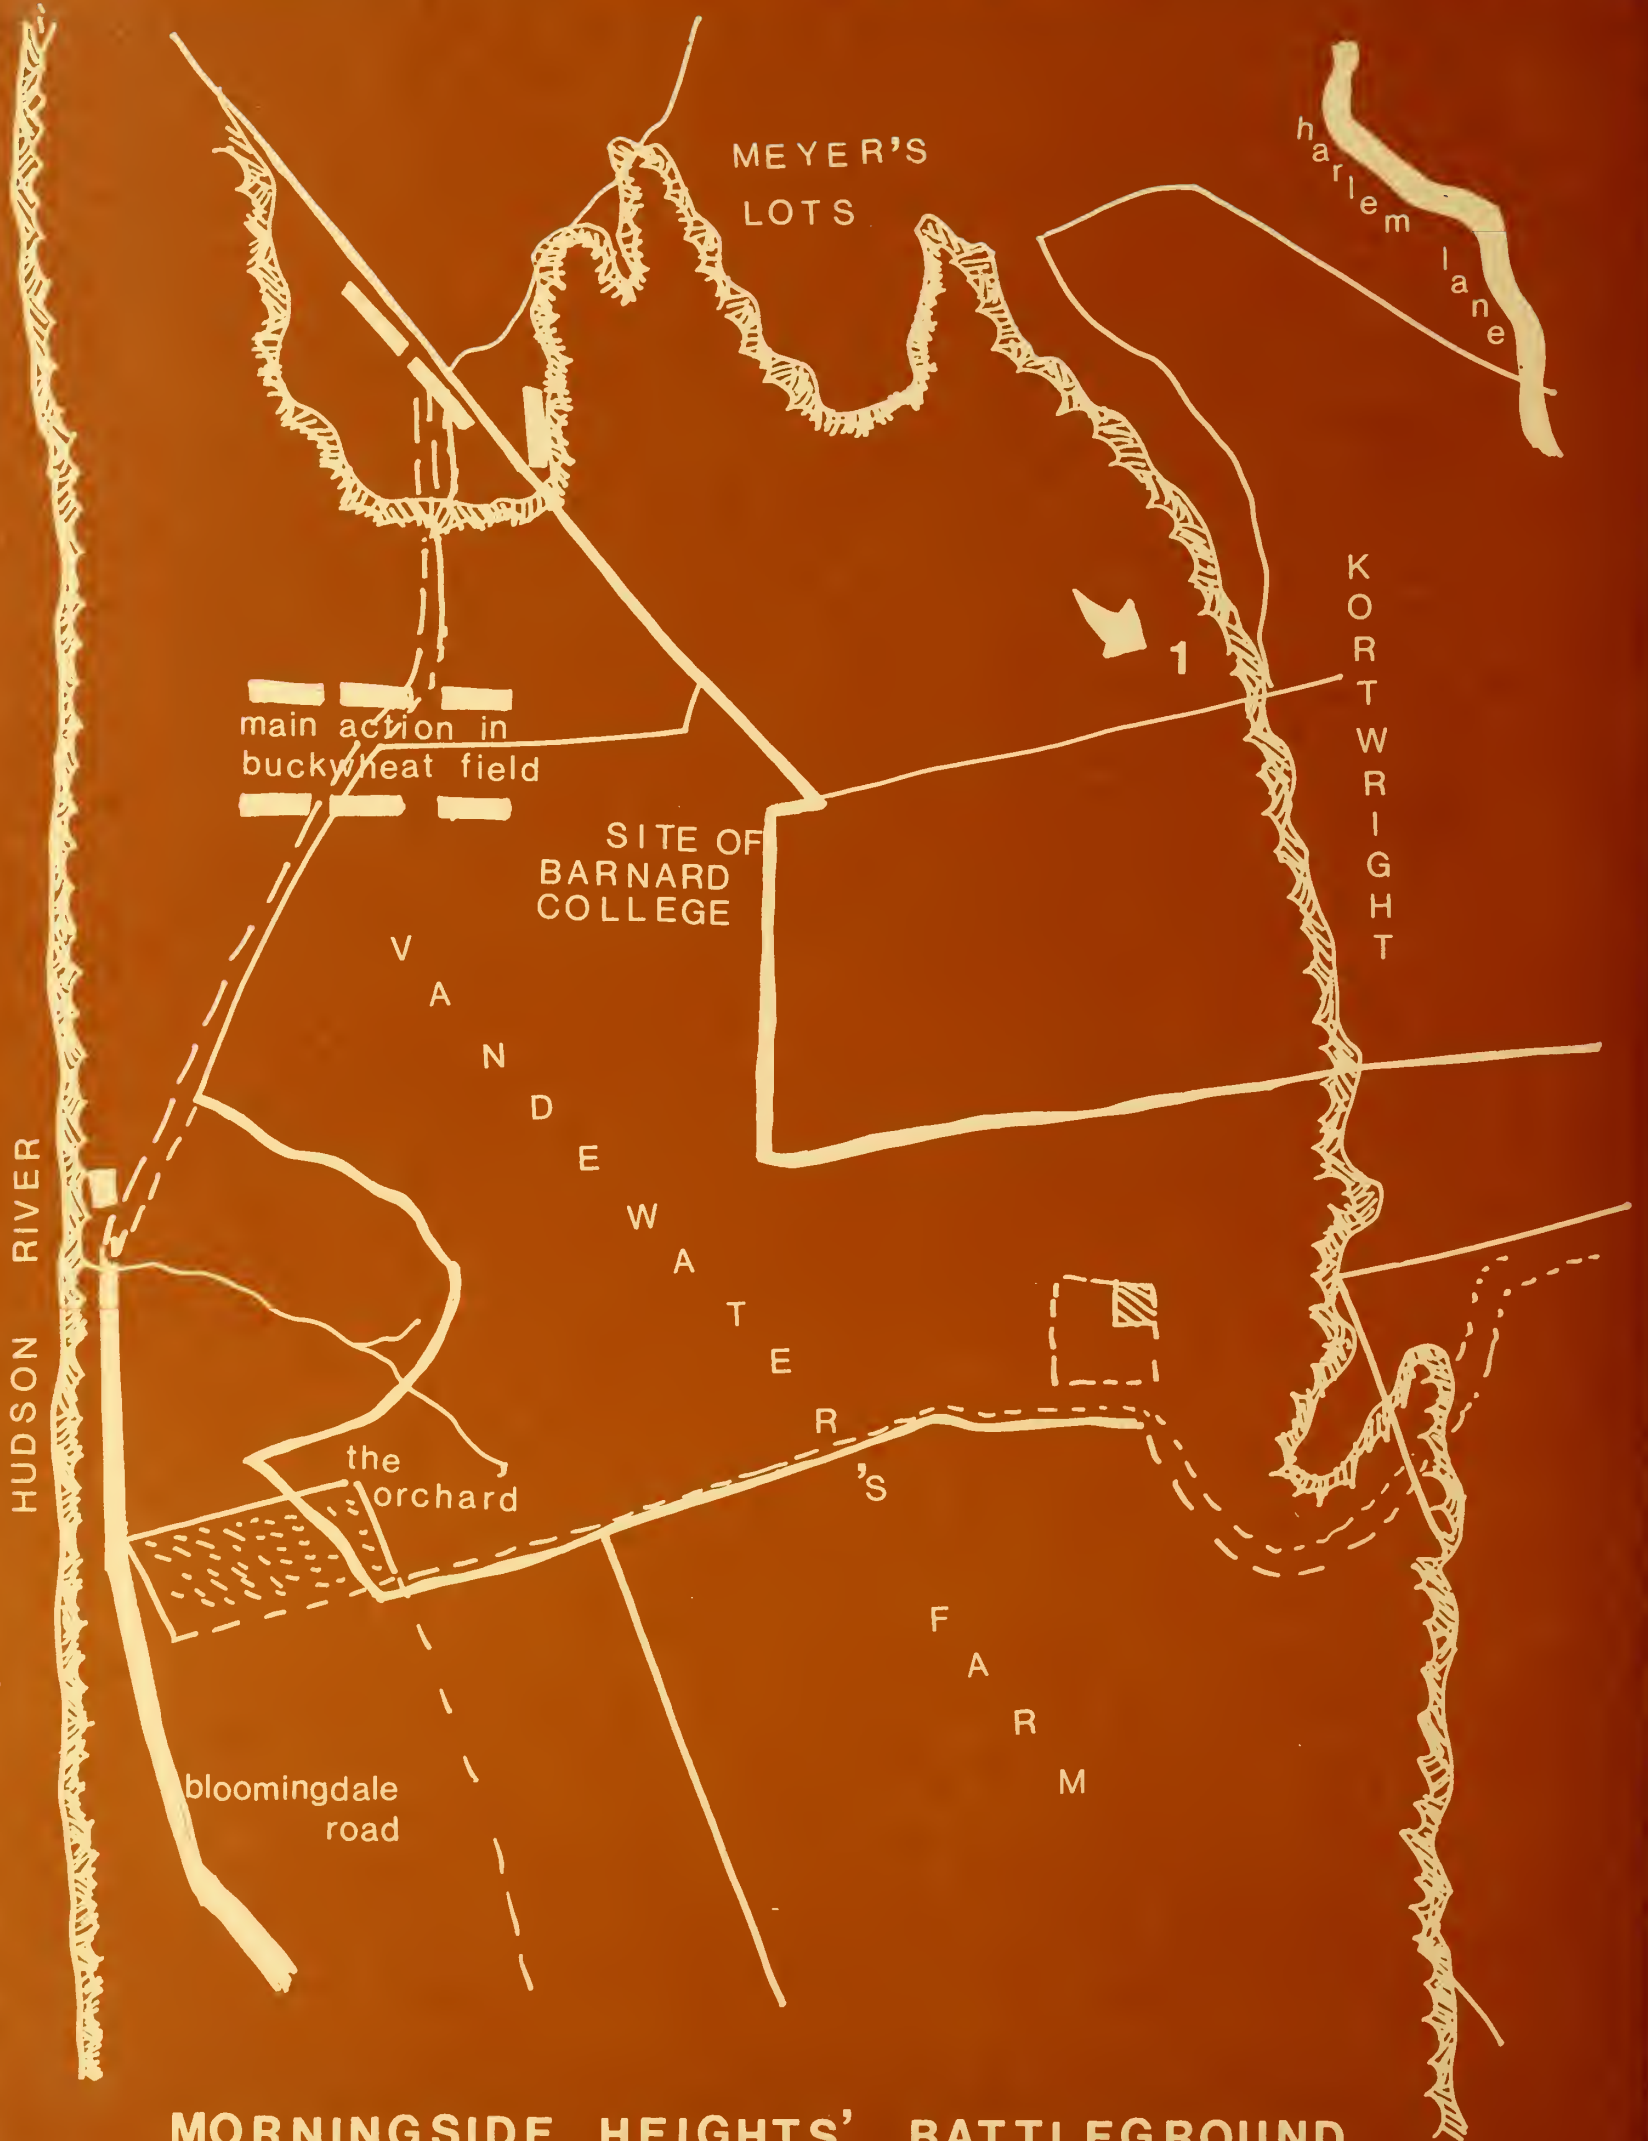 MEYER'S
LOTS
harlem lane
KORTWRIGHT
1
main action in
buckwheat field
SITE OF
BARNARD
COLLEGE
VANDEWATER'S
FARM
HUDSON RIVER
the
orchard
bloomingdale
road
MORNINGSIDE HEIGHTS' BATTLEGROUND